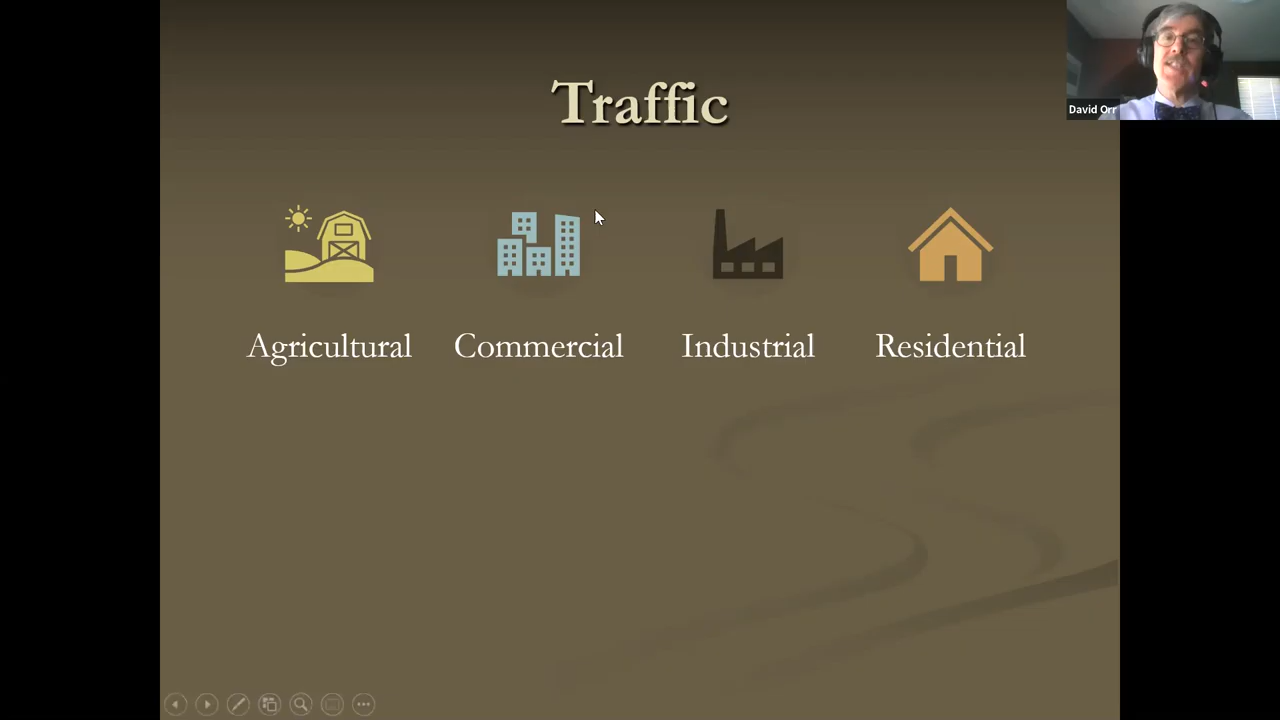 Traffic
David Orr
Agricultural
Commercial
Industrial
Residential